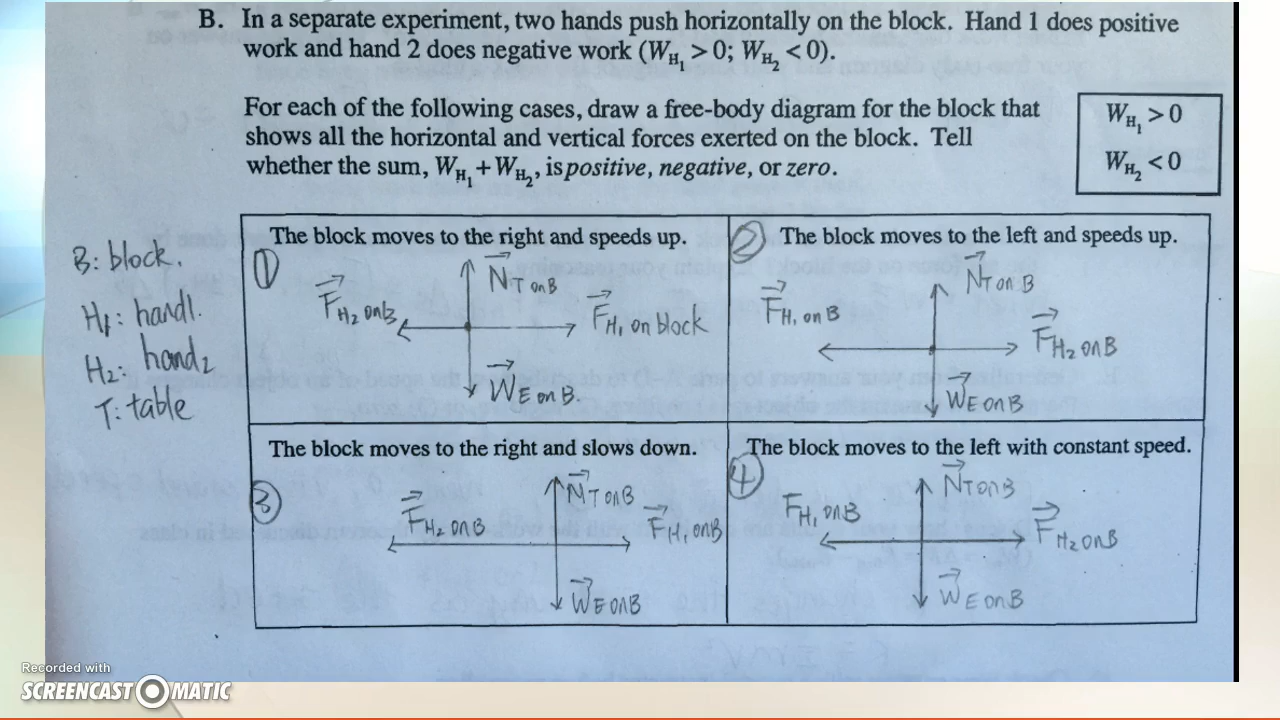 B. In a separate experiment, two hands push horizontally on the block. Hand 1 does positive
work and hand 2 does negative work (W_H₁ > 0; W_H₂ < 0).
For each of the following cases, draw a free-body diagram for the block that
shows all the horizontal and vertical forces exerted on the block. Tell
whether the sum, W_H₁ + W_H₂, is positive, negative, or zero.
W_H₁ > 0
W_H₂ < 0
B: block.
H₁: hand1.
H₂: hand2
T: table
The block moves to the right and speeds up.
①
N⃗ T on B
F⃗ H₂ on B
F⃗ H₁ on block
W⃗ E on B.
The block moves to the left and speeds up.
②
N⃗ T on B
F⃗ H₁ on B
F⃗ H₂ on B
W⃗ E on B
The block moves to the right and slows down.
③
N⃗ T on B
F⃗ H₂ on B
F⃗ H₁ on B
W⃗ E on B
The block moves to the left with constant speed.
④
N⃗ T on B
F H₁ on B
F⃗ H₂ on B
W⃗ E on B
Recorded with
SCREENCAST-O-MATIC